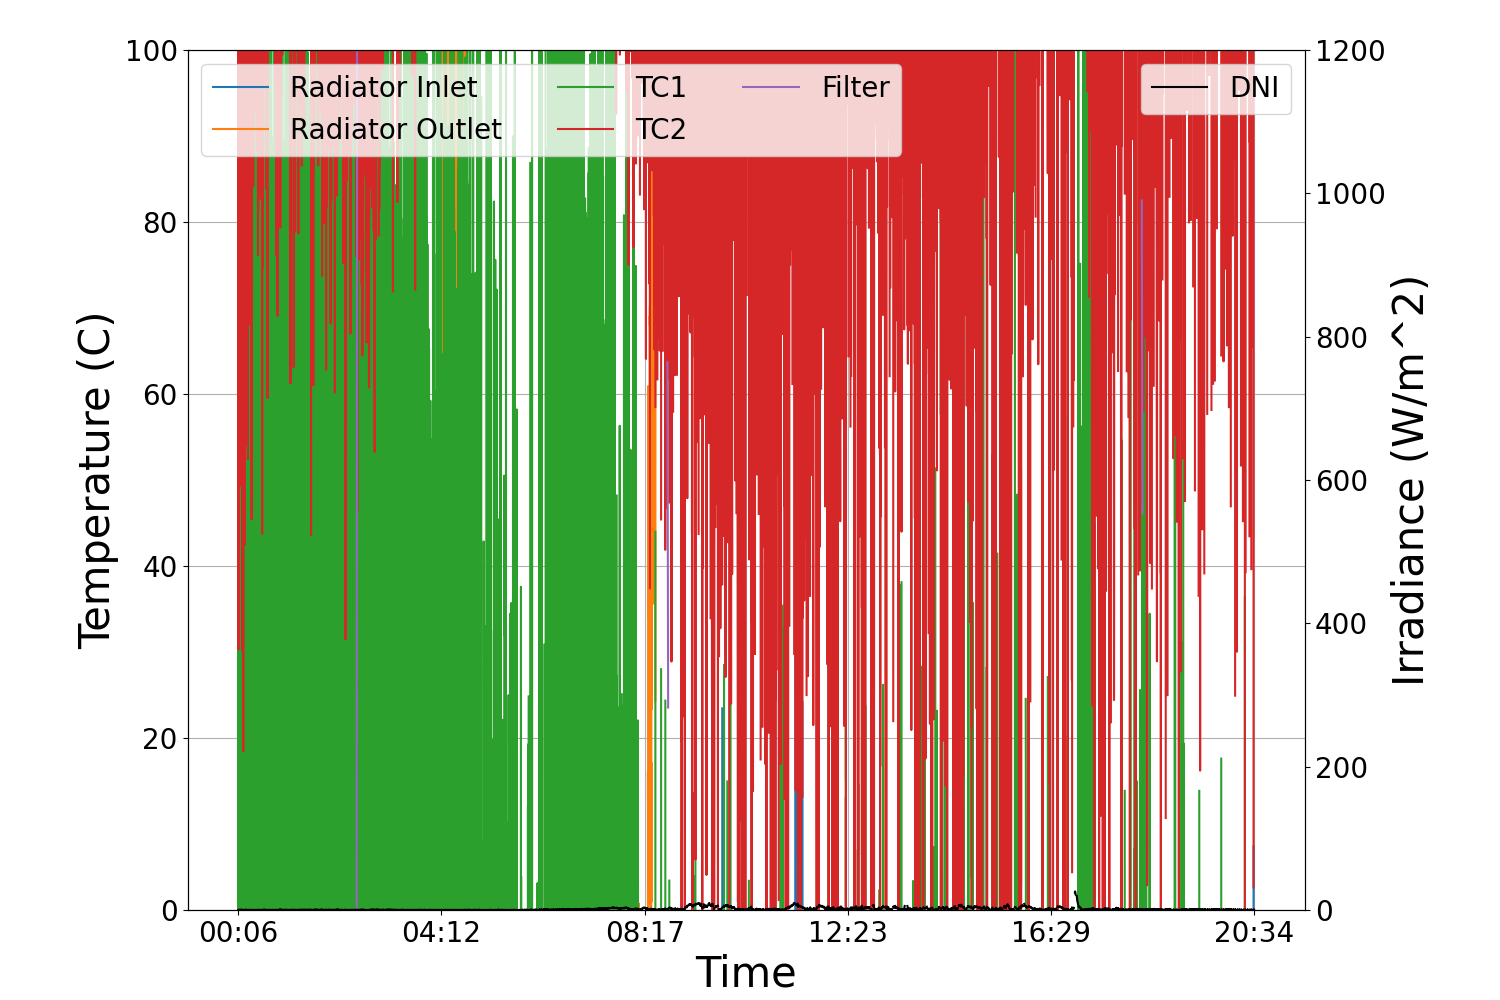 100
80
60
40
20
0
Temperature (C)
Radiator Inlet
Radiator Outlet
TC1
TC2
Filter
DNI
1200
1000
800
600
400
200
0
Irradiance (W/m^2)
00:06 04:12 08:17 12:23 16:29 20:34
Time